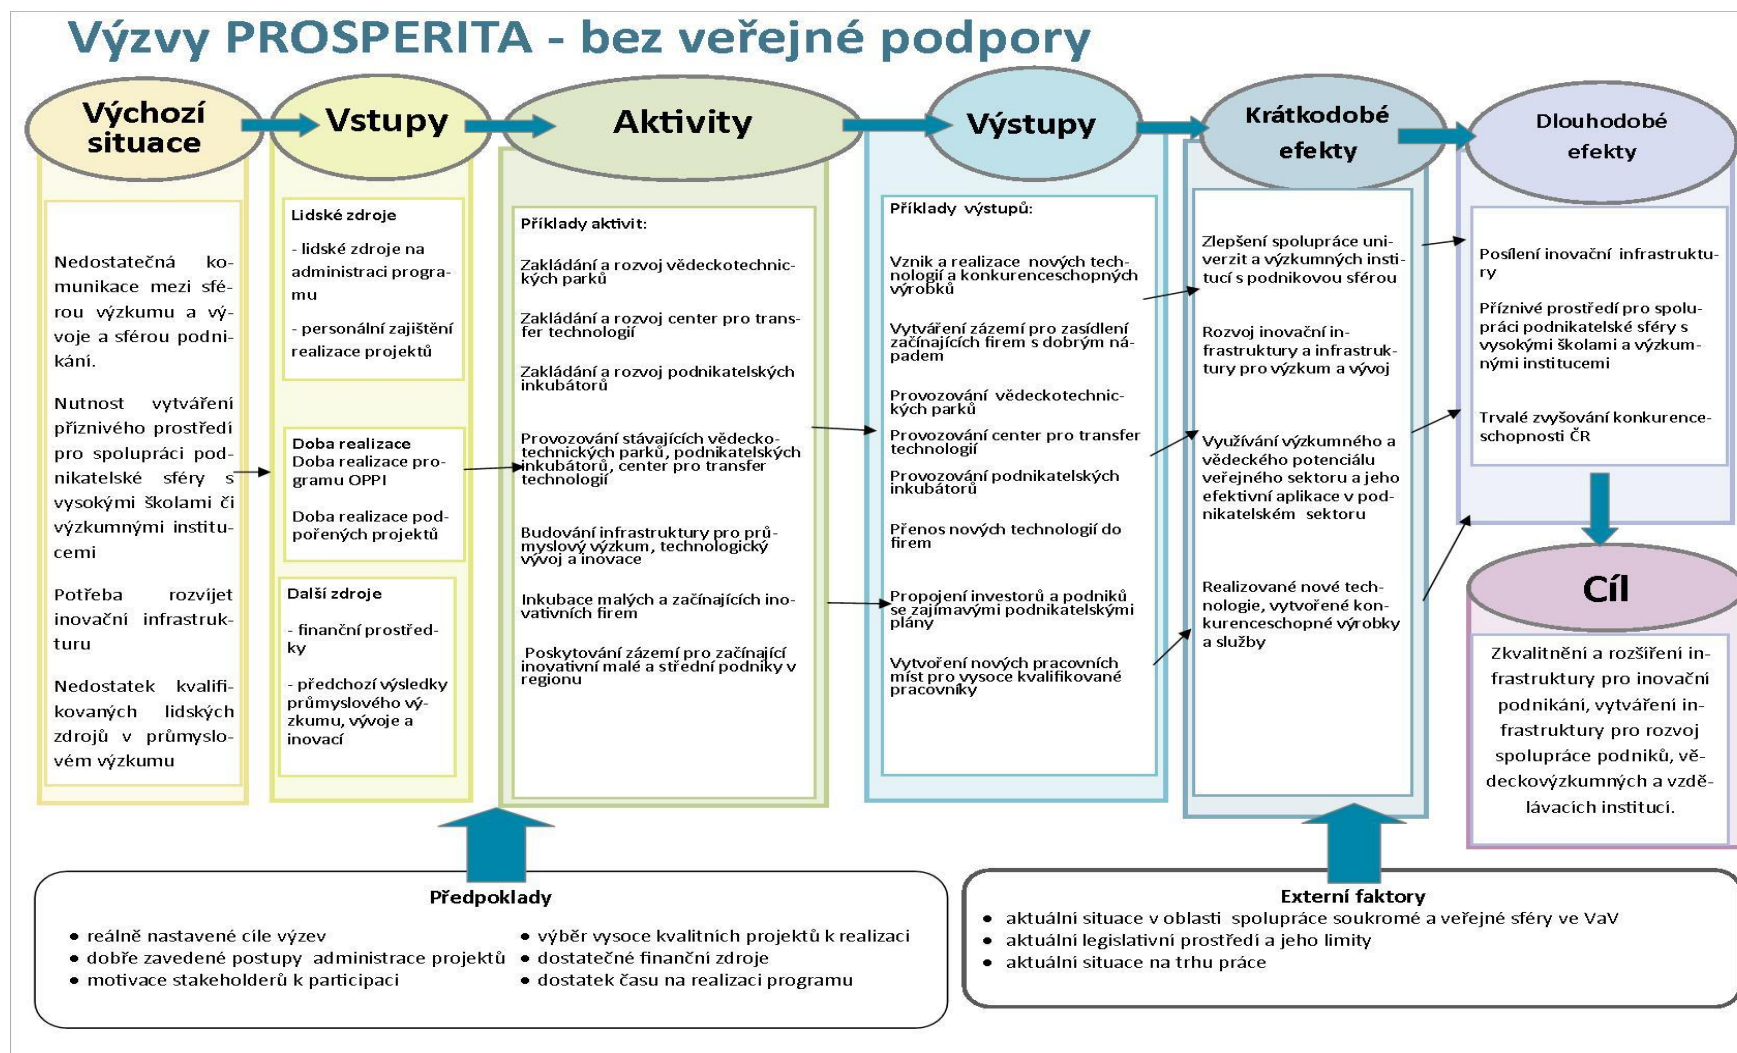 Výzvy PROSPERITA - bez veřejné podpory
Výchozí
situace
Vstupy
Aktivity
Výstupy
Krátkodobé
efekty
Dlouhodobé
efekty
Nedostatečná ko-
munikace mezi sfé-
rou výzkumu a vý-
voje a sférou podni-
kání.
Nutnost vytváření
příznivého prostředí
pro spolupráci pod-
nikatelské sféry s
vysokými školami či
výzkumnými institu-
cemi
Potřeba rozvíjet
inovační infrastruk-
turu
Nedostatek kvalifi-
kovaných lidských
zdrojů v průmyslo-
vém výzkumu
Lidské zdroje
- lidské zdroje na
administraci progra-
mu
- personální zajištění
realizace projektů
Doba realizace
Doba realizace pro-
gramu OPPI
Doba realizace pod-
pořených projektů
Další zdroje
- finanční prostřed-
ky
- předchozí výsledky
průmyslového vý-
zkumu, vývoje a
inovací
Příklady aktivit:
Zakládání a rozvoj vědeckotechnic-
kých parků
Zakládání a rozvoj center pro trans-
fer technologií
Zakládání a rozvoj podnikatelských
inkubátorů
Provozování stávajících vědecko-
technických parků, podnikatelských
inkubátorů, center pro transfer
technologií
Budování infrastruktury pro prů-
myslový výzkum, technologický
vývoj a inovace
Inkubace malých a začínajících ino-
vativních firem
Poskytování zázemí pro začínající
inovativní malé a střední podniky v
regionu
Příklady výstupů:
Vznik a realizace nových tech-
nologií a konkurenceschopných
výrobků
Vytváření zázemí pro zasídlení
začínajících firem s dobrým ná-
padem
Provozování vědeckotechnic-
kých parků
Provozování center pro transfer
technologií
Provozování podnikatelských
inkubátorů
Přenos nových technologií do
firem
Propojení investorů a podniků
se zajímavými podnikatelskými
plány
Vytvoření nových pracovních
míst pro vysoce kvalifikované
pracovníky
Zlepšení spolupráce uni-
verzit a výzkumných insti-
tucí s podnikovou sférou
Rozvoj inovační in-
frastruktury a infrastruk-
tury pro výzkum a vývoj
Využívání výzkumného a
vědeckého potenciálu
veřejného sektoru a jeho
efektivní aplikace v pod-
nikatelském sektoru
Realizované nové tech-
nologie, vytvořené kon-
kurenceschopné výrobky
a služby
Posílení inovační infrastruktu-
ry
Příznivé prostředí pro spolu-
práci podnikatelské sféry s
vysokými školami a výzkum-
nými institucemi
Trvalé zvyšování konkurence-
schopnosti ČR
Cíl
Zkvalitnění a rozšíření in-
frastruktury pro inovační
podnikání, vytváření in-
frastruktury pro rozvoj
spolupráce podniků, vě-
deckovýzkumných a vzdě-
lávacích institucí.
Předpoklady
● reálně nastavené cíle výzev
● dobře zavedené postupy administrace projektů
● motivace stakeholderů k participaci
● výběr vysoce kvalitních projektů k realizaci
● dostatečné finanční zdroje
● dostatek času na realizaci programu
Externí faktory
● aktuální situace v oblasti spolupráce soukromé a veřejné sféry ve VaV
● aktuální legislativní prostředí a jeho limity
● aktuální situace na trhu práce